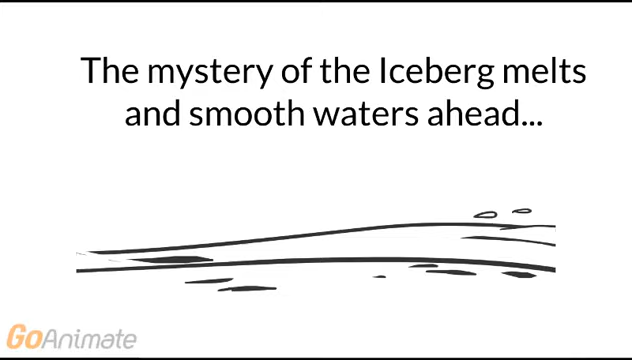 The mystery of the Iceberg melts
and smooth waters ahead...
GoAnimate